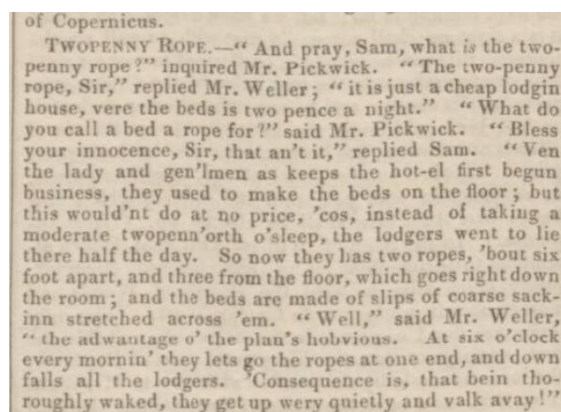 of Copernicus.
TWOPENNY ROPE.—“ And pray, Sam, what is the two-
penny rope?” inquired Mr. Pickwick. “ The two-penny
rope, Sir,” replied Mr. Weller; “ it is just a cheap lodgin
house, vere the beds is two pence a night.” “ What do
you call a bed a rope for?” said Mr. Pickwick. “ Bless
your innocence, Sir, that an't it,” replied Sam. “ Ven
the lady and gen'lmen as keeps the hot-el first begun
business, they used to make the beds on the floor; but
this would'nt do at no price, 'cos, instead of taking a
moderate twopenn'orth o'sleep, the lodgers went to lie
there half the day. So now they has two ropes, 'bout six
foot apart, and three from the floor, which goes right down
the room; and the beds are made of slips of coarse sack-
inn stretched across 'em. “ Well,” said Mr. Weller,
“ the adwantage o' the plan's hobvious. At six o'clock
every mornin' they lets go the ropes at one end, and down
falls all the lodgers. 'Consequence is, that bein tho-
roughly waked, they get up wery quietly and valk avay!”